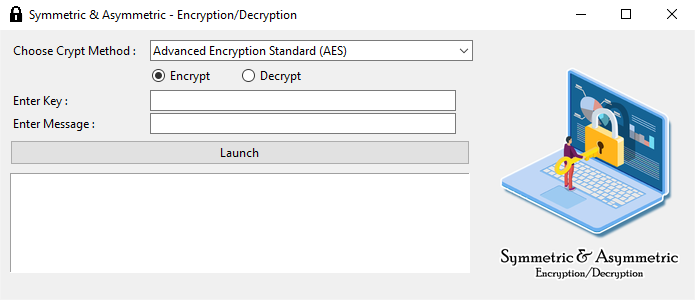 Symmetric & Asymmetric - Encryption/Decryption
Choose Crypt Method : Advanced Encryption Standard (AES)
Encrypt Decrypt
Enter Key :
Enter Message :
Launch
Symmetric & Asymmetric
Encryption/Decryption